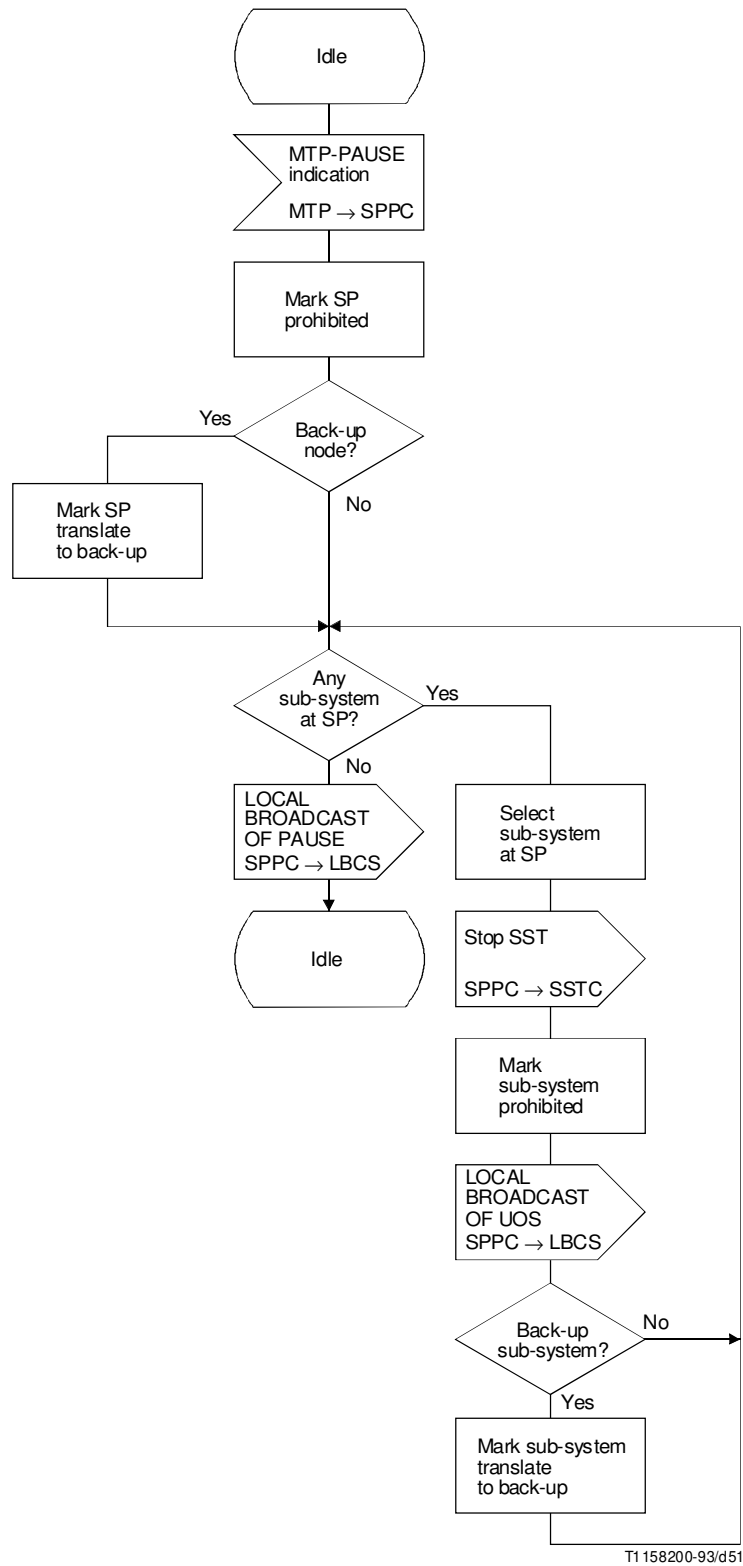 Idle
MTP-PAUSE
indication
MTP → SPPC
Mark SP
prohibited
Yes
Back-up
node?
No
Mark SP
translate
to back-up
Any
sub-system
at SP?
Yes
No
LOCAL
BROADCAST
OF PAUSE
SPPC → LBCS
Select
sub-system
at SP
Idle
Stop SST
SPPC → SSTC
Mark
sub-system
prohibited
LOCAL
BROADCAST
OF UOS
SPPC → LBCS
Back-up
sub-system?
No
Yes
Mark sub-system
translate
to back-up
T1158200-93/d51